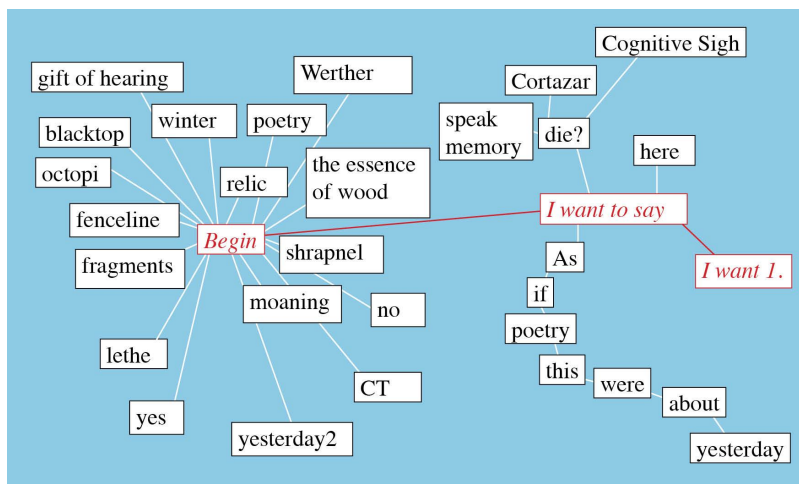 Cognitive Sigh
gift of hearing
Werther
Cortazar
blacktop
winter
poetry
speak
memory
die?
here
octopi
relic
the essence
of wood
fenceline
Begin
I want to say
fragments
shrapnel
As
I want 1.
moaning
no
if
poetry
lethe
this
were
CT
about
yes
yesterday2
yesterday